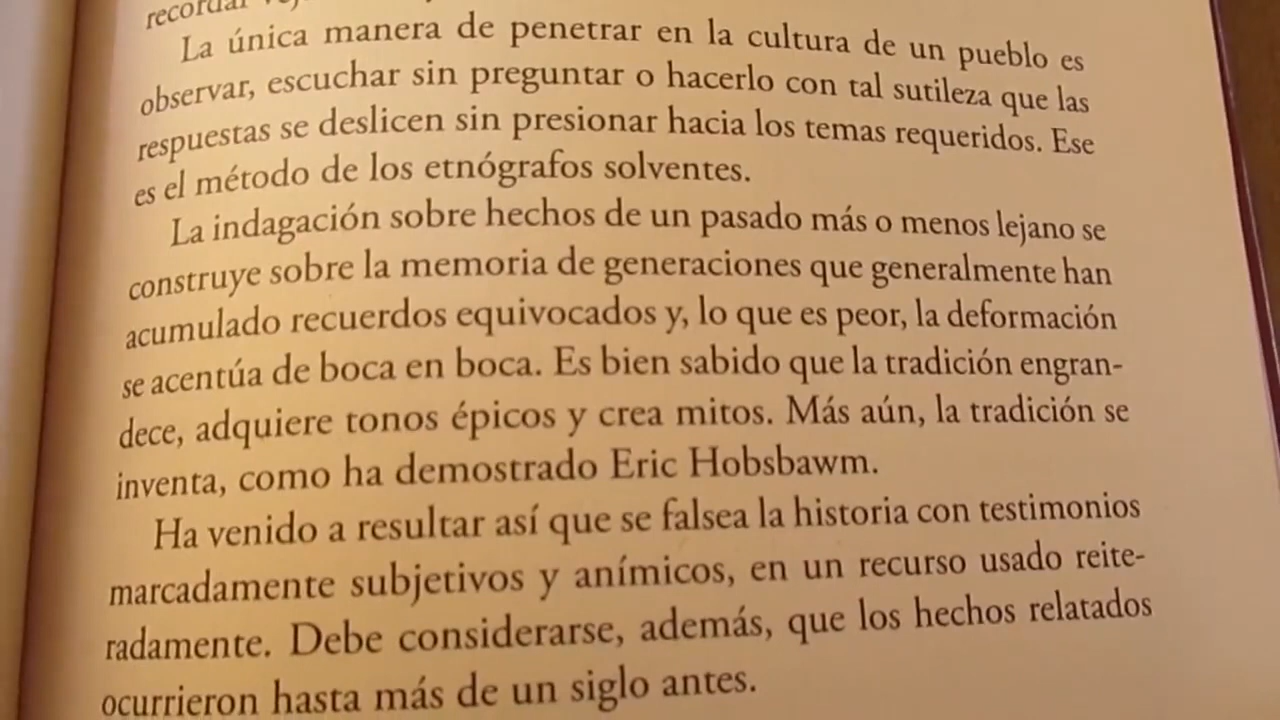 recordar
La única manera de penetrar en la cultura de un pueblo es
observar, escuchar sin preguntar o hacerlo con tal sutileza que las
respuestas se deslicen sin presionar hacia los temas requeridos. Ese
es el método de los etnógrafos solventes.
La indagación sobre hechos de un pasado más o menos lejano se
construye sobre la memoria de generaciones que generalmente han
acumulado recuerdos equivocados y, lo que es peor, la deformación
se acentúa de boca en boca. Es bien sabido que la tradición engran-
dece, adquiere tonos épicos y crea mitos. Más aún, la tradición se
inventa, como ha demostrado Eric Hobsbawm.
Ha venido a resultar así que se falsea la historia con testimonios
marcadamente subjetivos y anímicos, en un recurso usado reite-
radamente. Debe considerarse, además, que los hechos relatados
ocurrieron hasta más de un siglo antes.